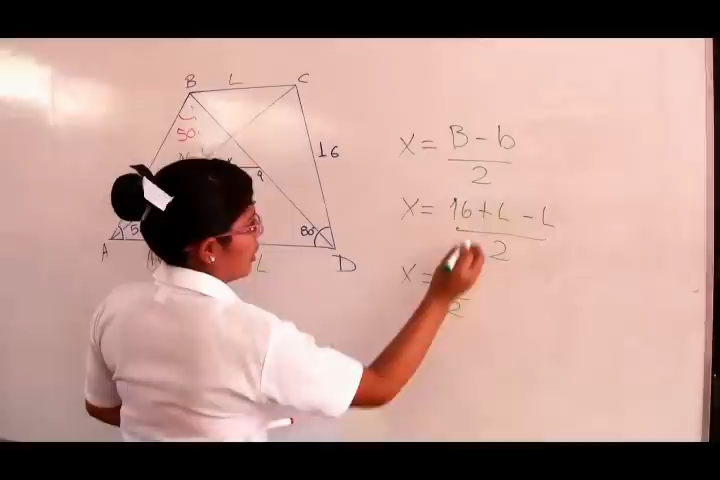 B L C
50°
16
A
L D
80°
X = B - b
2
X = 16 + L - L
2
X =
2